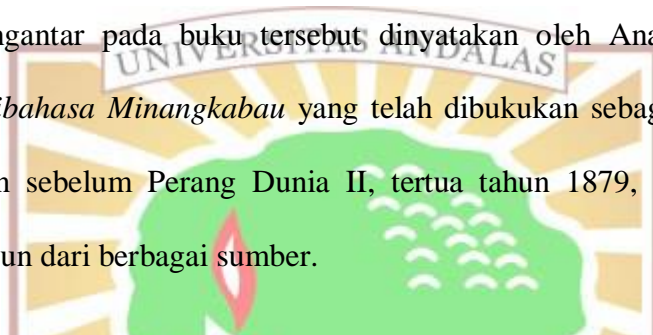 ngantar pada buku tersebut dinyatakan oleh Ana
UNIVERSITAS ANDALAS
ibahasa Minangkabau yang telah dibukukan sebag
n sebelum Perang Dunia II, tertua tahun 1879,
un dari berbagai sumber.